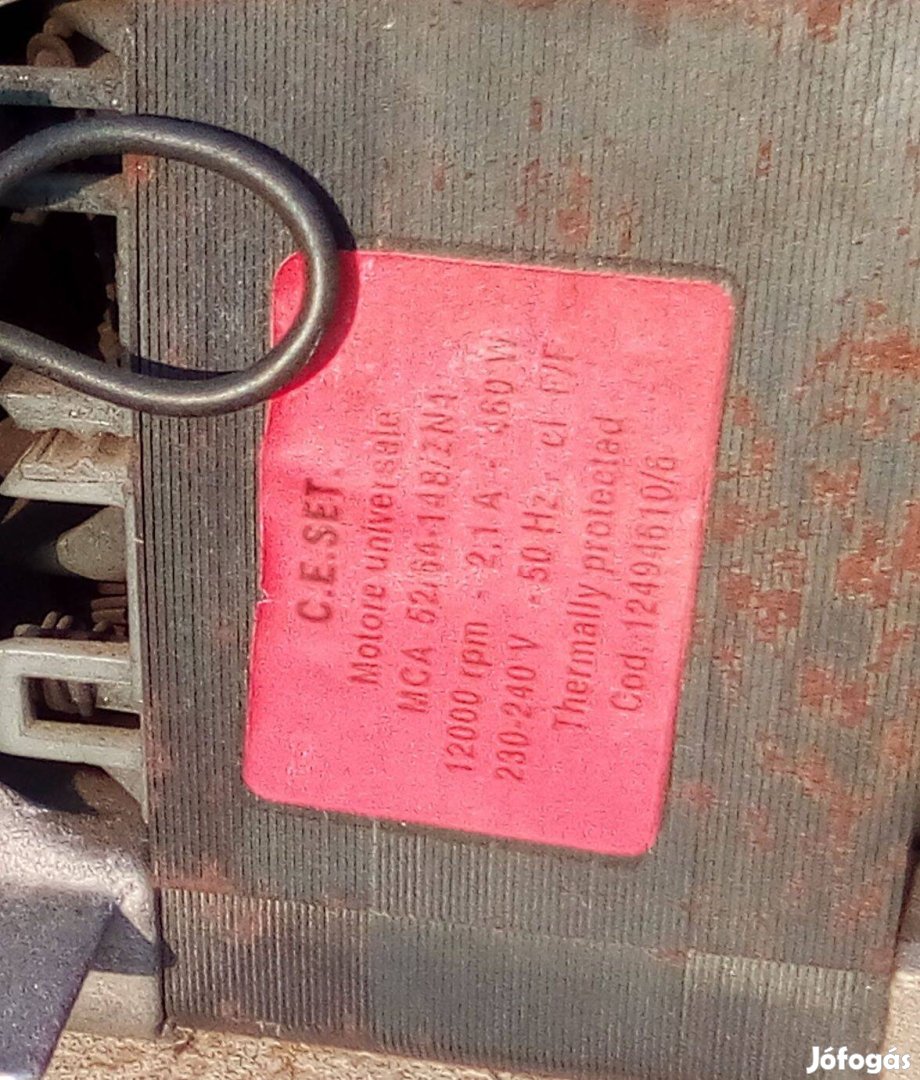 C.E.SET.
Motore universale
MCA 52/64-148/ZN1
12000 rpm - 2,1 A - 460 W
230-240 V - 50 Hz - cl F/F
Thermally protected
Cod. 12494610/6
Jófogás